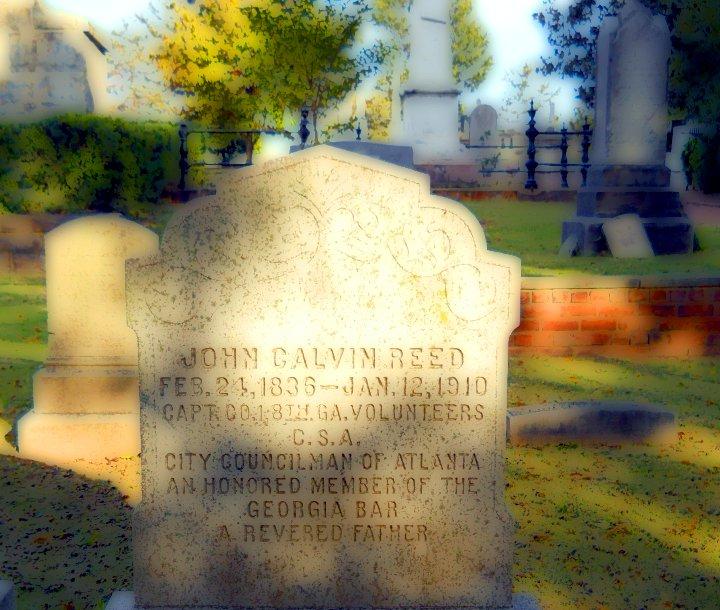 JOHN CALVIN REED
FEB. 24, 1836 – JAN. 12, 1910
CAPT. CO. I. 8TH. GA. VOLUNTEERS
C. S. A.
CITY COUNCILMAN OF ATLANTA
AN HONORED MEMBER OF THE
GEORGIA BAR
A REVERED FATHER